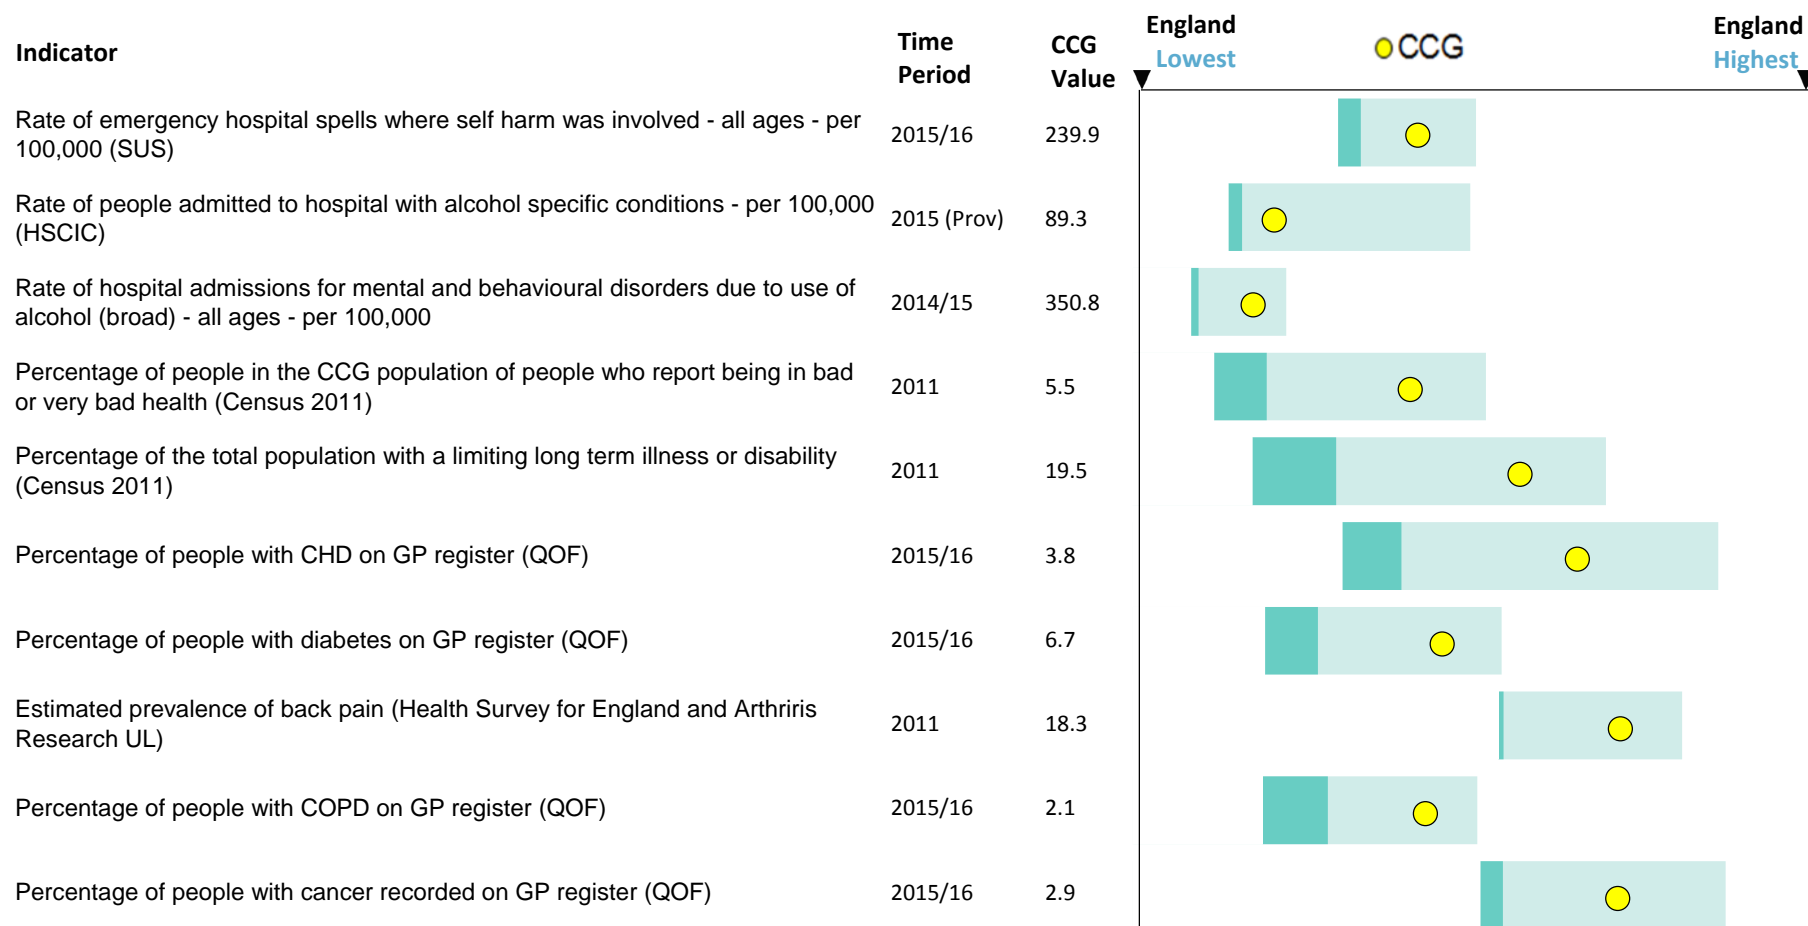 Indicator
Time
Period
CCG
Value
England
Lowest
CCG
England
Highest
Rate of emergency hospital spells where self harm was involved - all ages - per
100,000 (SUS)
2015/16
239.9
Rate of people admitted to hospital with alcohol specific conditions - per 100,000
(HSCIC)
2015 (Prov)
89.3
Rate of hospital admissions for mental and behavioural disorders due to use of
alcohol (broad) - all ages - per 100,000
2014/15
350.8
Percentage of people in the CCG population of people who report being in bad
or very bad health (Census 2011)
2011
5.5
Percentage of the total population with a limiting long term illness or disability
(Census 2011)
2011
19.5
Percentage of people with CHD on GP register (QOF)
2015/16
3.8
Percentage of people with diabetes on GP register (QOF)
2015/16
6.7
Estimated prevalence of back pain (Health Survey for England and Arthriris
Research UL)
2011
18.3
Percentage of people with COPD on GP register (QOF)
2015/16
2.1
Percentage of people with cancer recorded on GP register (QOF)
2015/16
2.9